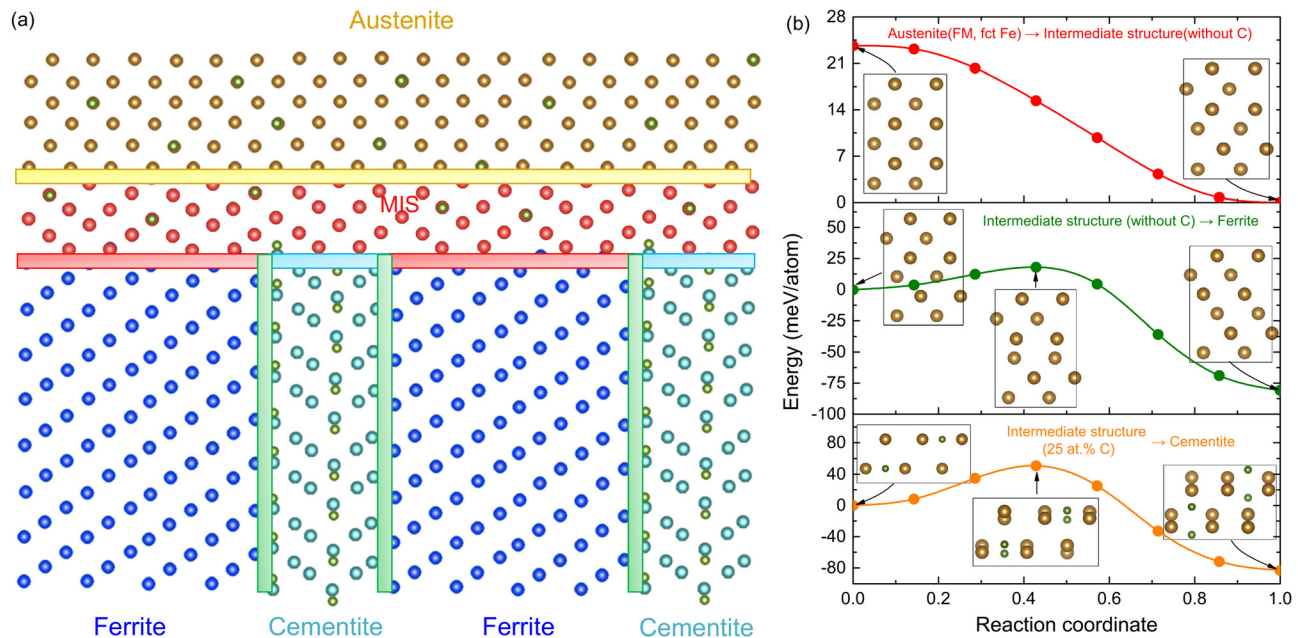 (a)
Austenite
MIS
Ferrite
Cementite
Ferrite
Cementite
(b)
Energy (meV/atom)
28
21
14
7
0
Austenite(FM, fct Fe) → Intermediate structure(without C)
50
25
0
-25
-50
-75
-100
Intermediate structure (without C) → Ferrite
80
40
0
-40
-80
Intermediate structure
(25 at.% C) → Cementite
0.0 0.2 0.4 0.6 0.8 1.0
Reaction coordinate